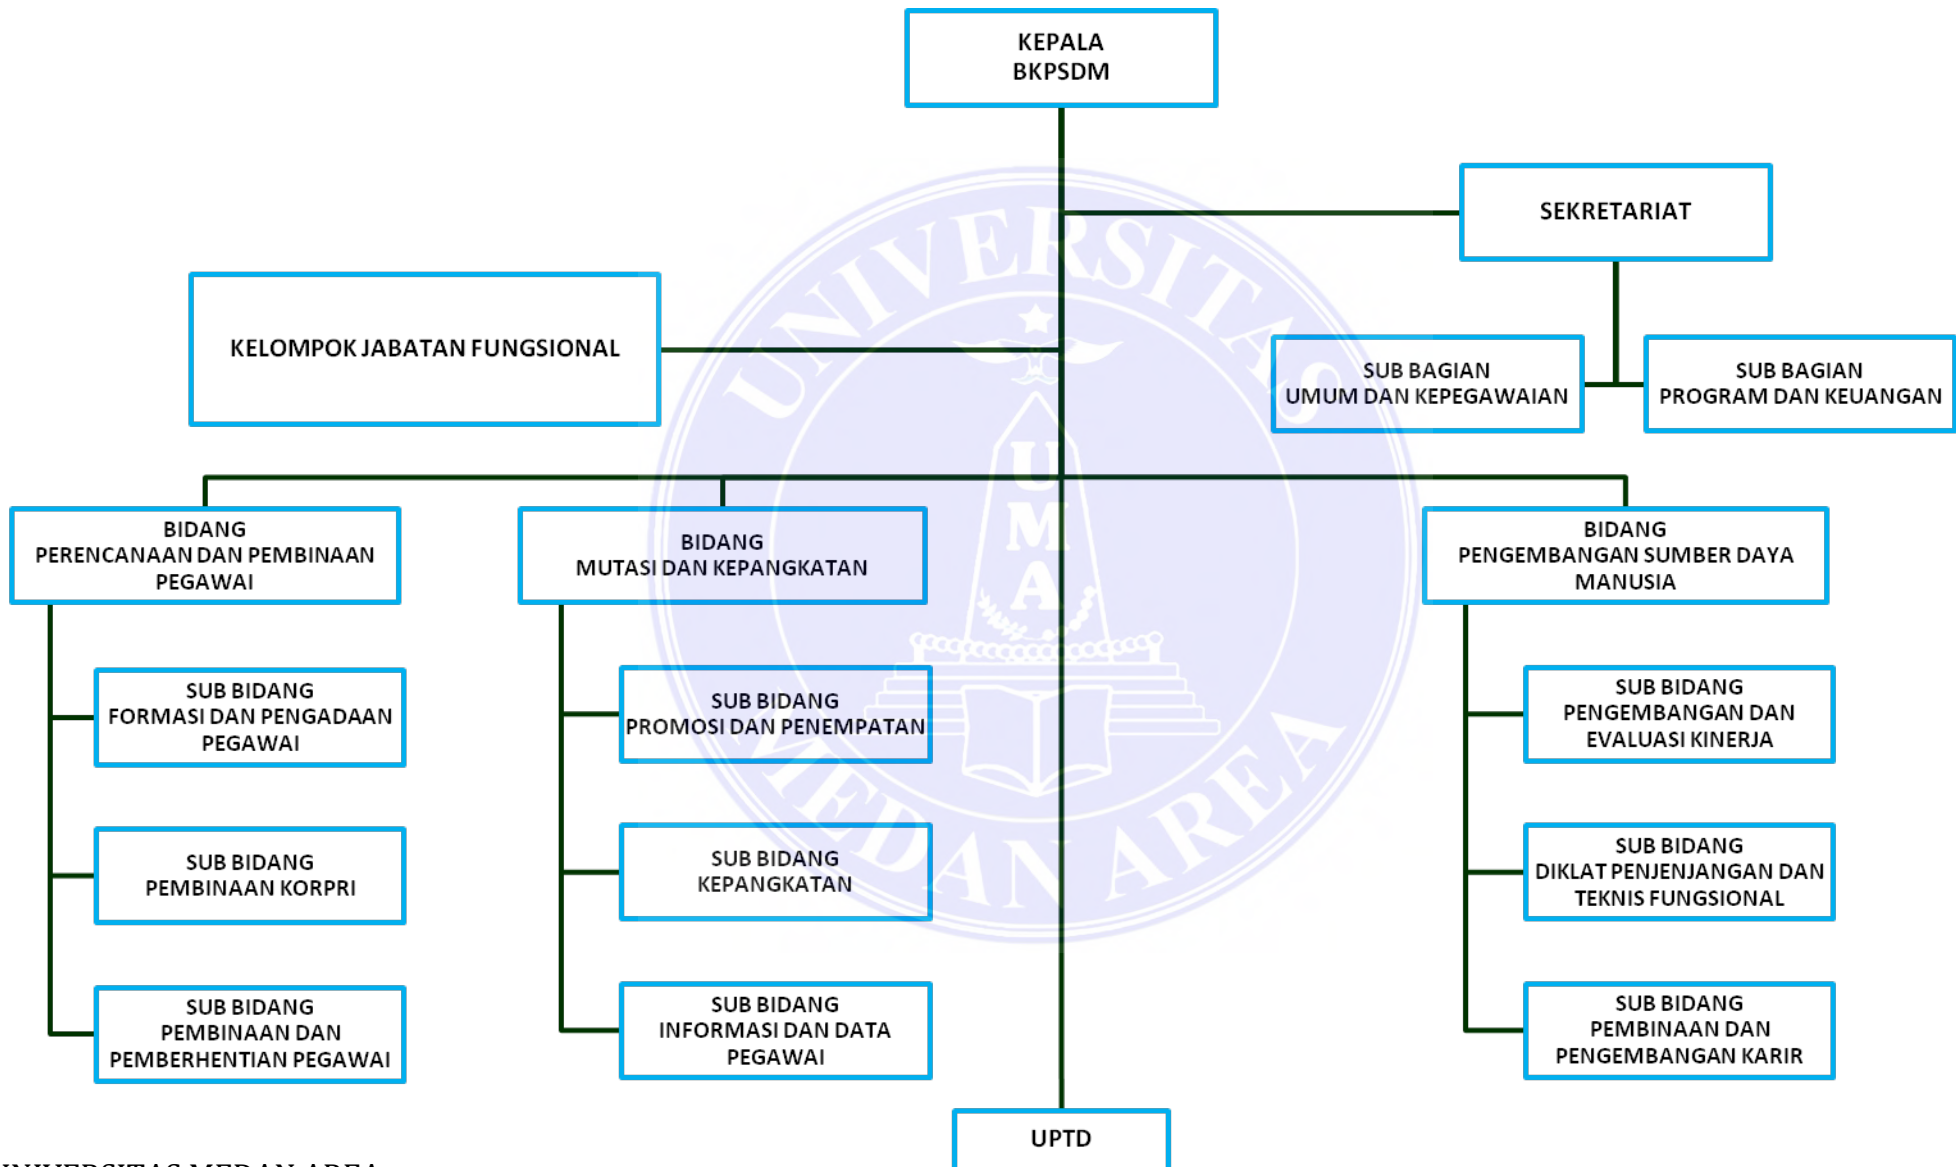 KEPALA
BKPSDM
SEKRETARIAT
KELOMPOK JABATAN FUNGSIONAL
SUB BAGIAN
UMUM DAN KEPEGAWAIAN
SUB BAGIAN
PROGRAM DAN KEUANGAN
BIDANG
PERENCANAAN DAN PEMBINAAN
PEGAWAI
BIDANG
MUTASI DAN KEPANGKATAN
BIDANG
PENGEMBANGAN SUMBER DAYA
MANUSIA
SUB BIDANG
FORMASI DAN PENGADAAN
PEGAWAI
SUB BIDANG
PROMOSI DAN PENEMPATAN
SUB BIDANG
PENGEMBANGAN DAN
EVALUASI KINERJA
SUB BIDANG
PEMBINAAN KORPRI
SUB BIDANG
KEPANGKATAN
SUB BIDANG
DIKLAT PENJENJANGAN DAN
TEKNIS FUNGSIONAL
SUB BIDANG
PEMBINAAN DAN
PEMBERHENTIAN PEGAWAI
SUB BIDANG
INFORMASI DAN DATA
PEGAWAI
SUB BIDANG
PEMBINAAN DAN
PENGEMBANGAN KARIR
UPTD
UNIVERSITAS MEDAN AREA
UNIVERSITAS
MEDAN AREA
U
M
A